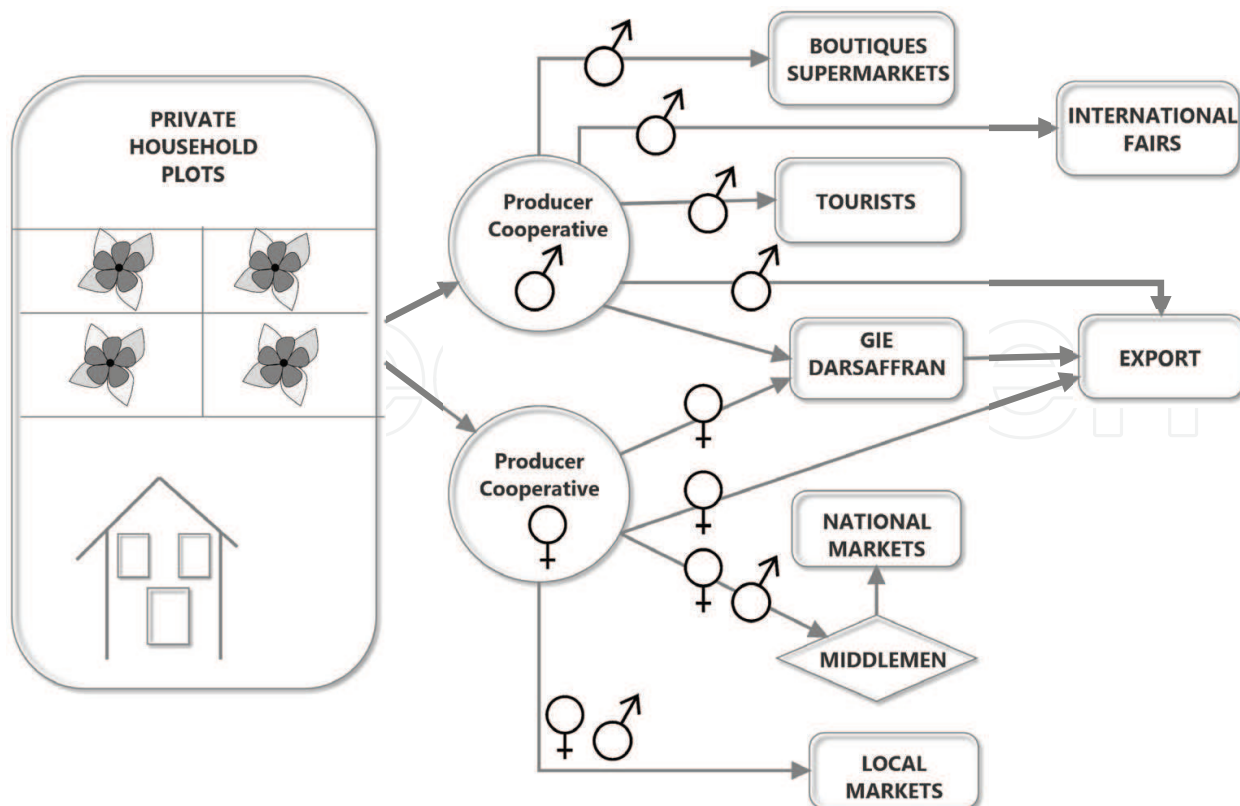 PRIVATE
HOUSEHOLD
PLOTS
Producer
Cooperative
BOUTIQUES
SUPERMARKETS
INTERNATIONAL
FAIRS
TOURISTS
GIE
DARSAFFRAN
EXPORT
Producer
Cooperative
NATIONAL
MARKETS
MIDDLEMEN
LOCAL
MARKETS